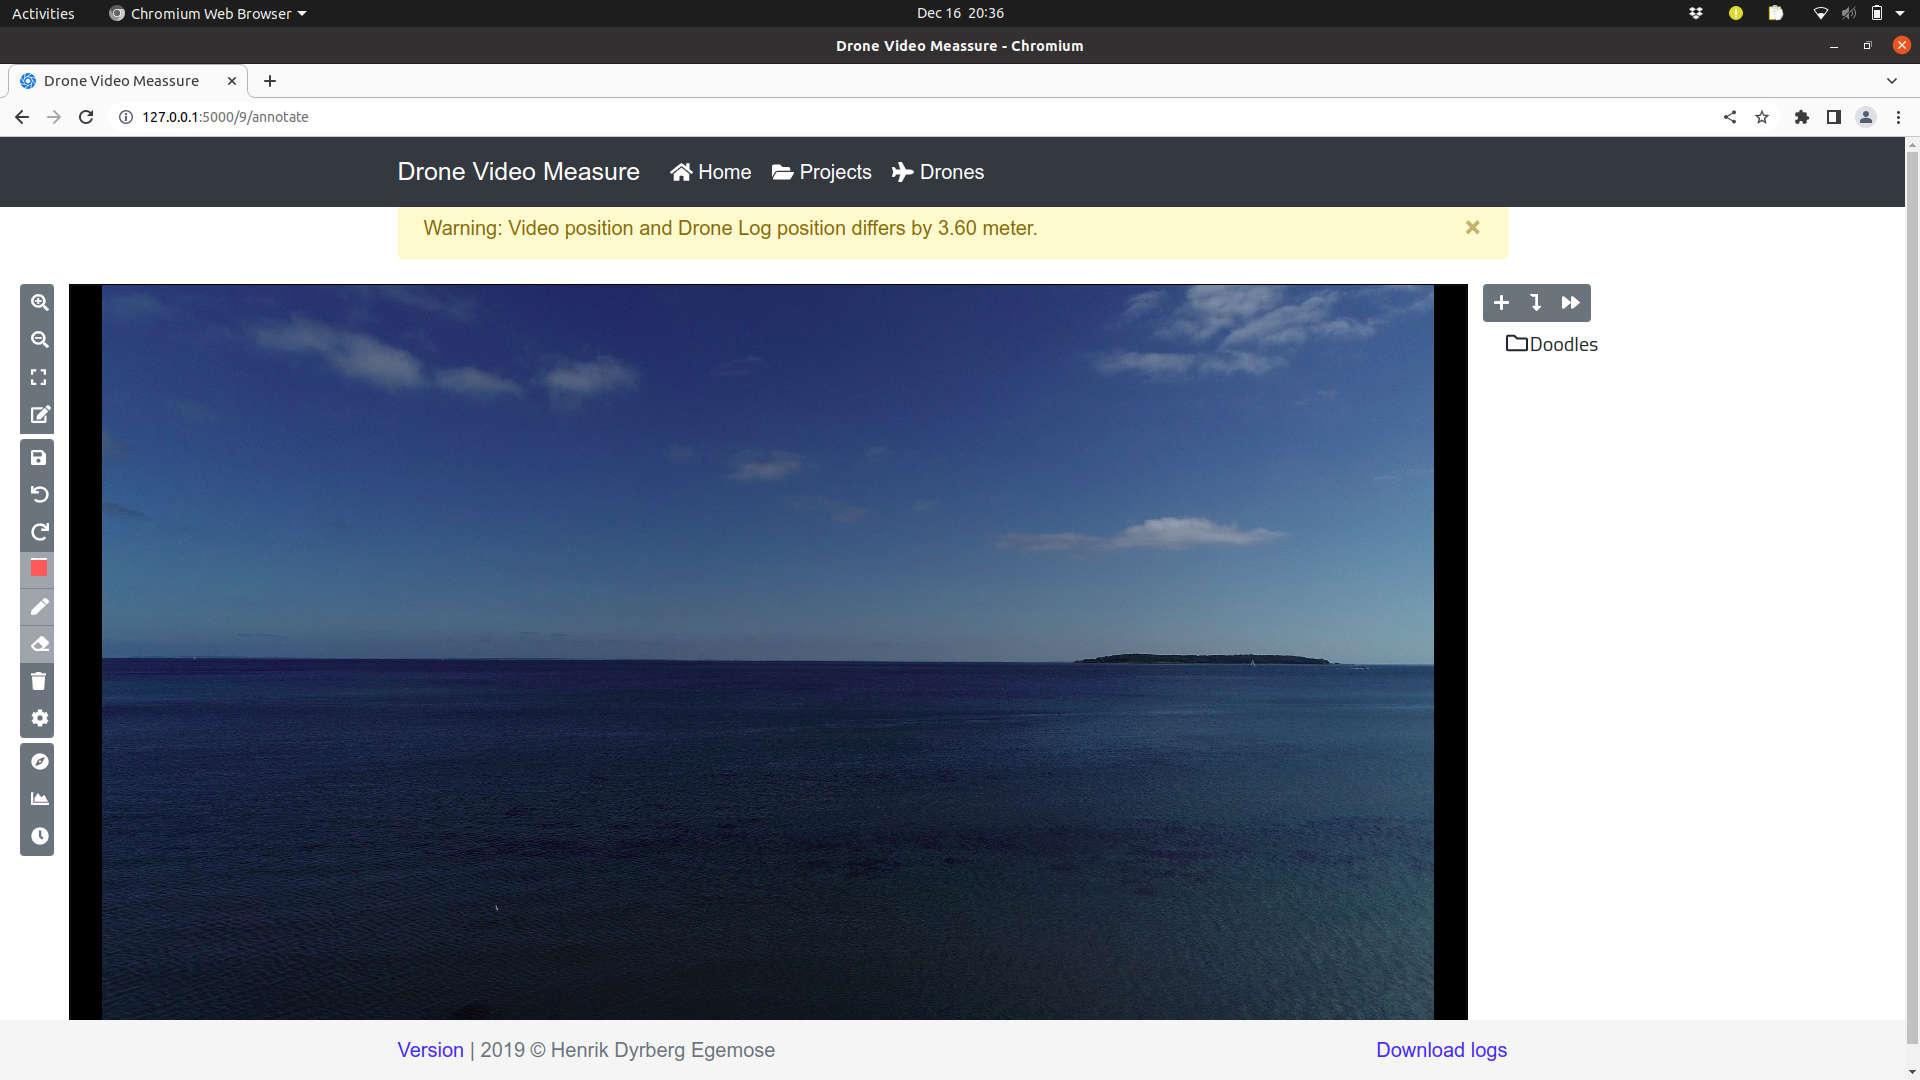 Activities Chromium Web Browser Dec 16 20:36
Drone Video Meassure - Chromium
Drone Video Meassure
127.0.0.1:5000/9/annotate
Drone Video Measure Home Projects Drones
Warning: Video position and Drone Log position differs by 3.60 meter.
Doodles
Version | 2019 © Henrik Dyrberg Egemose Download logs